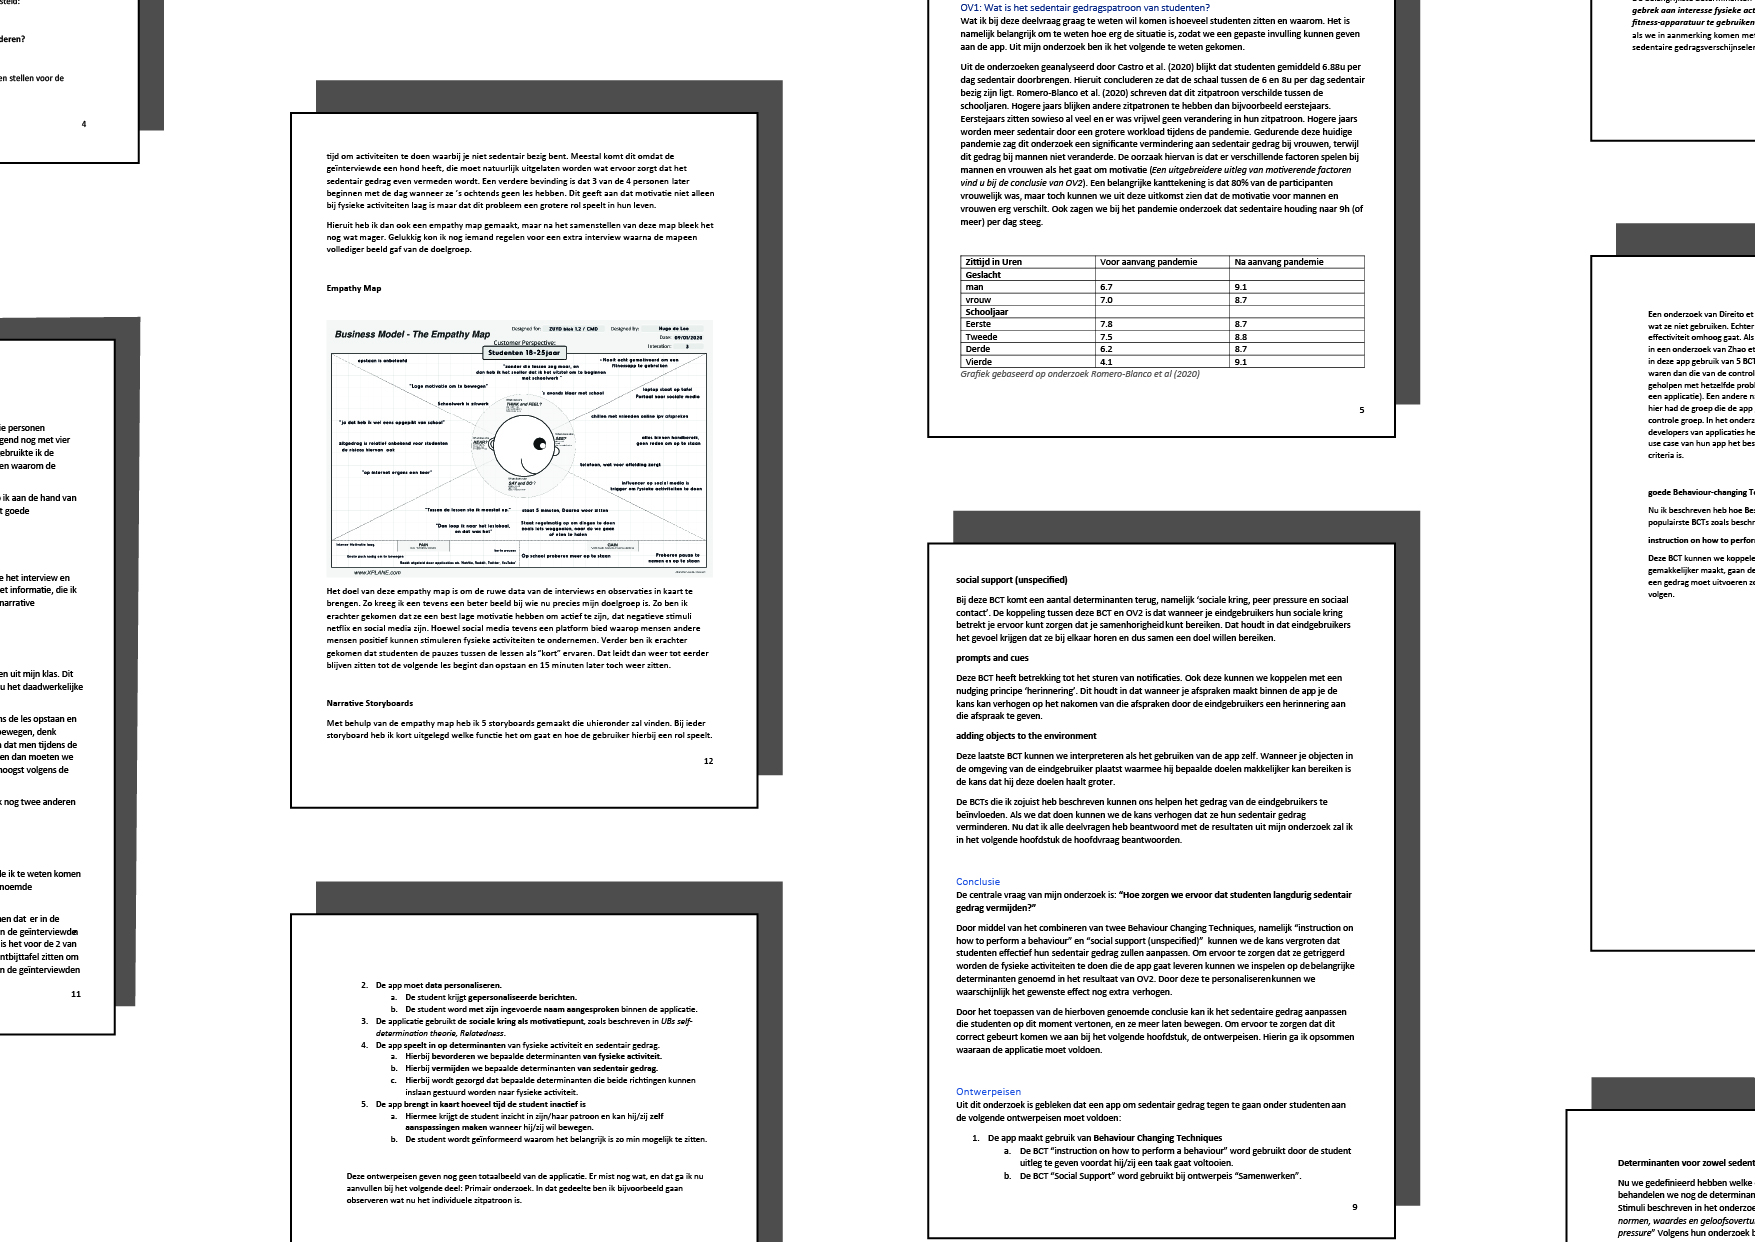 steld:
deren?
en stellen voor de
4
ie personen
gend nog met vier
ebruikte ik de
en waarom de
ik aan de hand van
t goede
e het interview en
et informatie, die ik
narrative
en uit mijn klas. Dit
u het daadwerkelijke
ns de les opstaan en
bewegen, denk
dat men tijdens de
en dan moeten we
hoogst volgens de
k nog twee anderen
de ik te weten komen
noemde
nen dat er in de
n de geïnterviewden
is het voor de 2 van
ntbijttafel zitten om
n de geïnterviewden
11
tijd om activiteiten te doen waarbij je niet sedentair bezig bent. Meestal komt dit omdat de
geïnterviewde een hond heeft, die moet natuurlijk uitgelaten worden wat ervoor zorgt dat het
sedentair gedrag even vermeden wordt. Een verdere bevinding is dat 3 van de 4 personen later
beginnen met de dag wanneer ze 's ochtends geen les hebben. Dit geeft aan dat motivatie niet alleen
bij fysieke activiteiten laag is maar dat dit probleem een grotere rol speelt in hun leven.
Hieruit heb ik dan ook een empathy map gemaakt, maar na het samenstellen van deze map bleek het
nog wat mager. Gelukkig kon ik nog iemand regelen voor een extra interview waarna de map een
vollediger beeld gaf van de doelgroep.
Empathy Map
Business Model - The Empathy Map
Designed for: ZUYD blok 1.2 / CMD
Designed by: Hugo de Loo
Date: 09/03/2020
Iteration: 3
Customer Perspective:
Studenten 18-25jaar
opstaan is onbeleefd
"zonder die lessen zeg maar, en
dan heb ik het sneller dat ik het uitstel om te beginnen
met schoolwerk"
- Nooit echt gemotiveerd om een
fitnessapp te gebruiken
"Lage motivatie om te bewegen"
's avonds klaar met school
laptop staat op tafel
Portaal naar sociale media
Schoolwerk is zitwerk
THINK and FEEL?
chillen met vrienden online ipv afspreken
"ja dat heb ik wel eens opgepikt van school"
HEAR?
SEE?
zitgedrag is relatief onbekend voor studenten
de risicos hiervan ook
alles binnen handbereik,
geen reden om op te staan
"op internet ergens een keer"
telefoon, wat voor afleiding zorgt
SAY and DO?
influencer op social media is
trigger om fysieke activiteiten te doen
"Tussen de lessen sta ik meestal op."
staat 5 minuten, Daarna weer zitten
"Dan loop ik naar het leslokaal,
en dat was het"
Staat regelmatig op om dingen te doen
zoals iets weggooien, naar de wc gaan
of eten te halen
PAIN
GAIN
Op school proberen meer op te staan
Proberen pauze te
nemen en op te staan
www.XPLANE.com
Het doel van deze empathy map is om de ruwe data van de interviews en observaties in kaart te
brengen. Zo kreeg ik een tevens een beter beeld bij wie nu precies mijn doelgroep is. Zo ben ik
erachter gekomen dat ze een best lage motivatie hebben om actief te zijn, dat negatieve stimuli
netflix en social media zijn. Hoewel social media tevens een platform bied waarop mensen andere
mensen positief kunnen stimuleren fysieke activiteiten te ondernemen. Verder ben ik erachter
gekomen dat studenten de pauzes tussen de lessen als "kort" ervaren. Dat leidt dan weer tot eerder
blijven zitten tot de volgende les begint dan opstaan en 15 minuten later toch weer zitten.
Narrative Storyboards
Met behulp van de empathy map heb ik 5 storyboards gemaakt die u hieronder zal vinden. Bij ieder
storyboard heb ik kort uitgelegd welke functie het om gaat en hoe de gebruiker hierbij een rol speelt.
12
2. De app moet data personaliseren.
a. De student krijgt gepersonaliseerde berichten.
b. De student word met zijn ingevoerde naam aangesproken binnen de applicatie.
3. De applicatie gebruikt de sociale kring als motivatiepunt, zoals beschreven in UBs self-
determination theorie, Relatedness.
4. De app speelt in op determinanten van fysieke activiteit en sedentair gedrag.
a. Hierbij bevorderen we bepaalde determinanten van fysieke activiteit.
b. Hierbij vermijden we bepaalde determinanten van sedentair gedrag.
c. Hierbij wordt gezorgd dat bepaalde determinanten die beide richtingen kunnen
inslaan gestuurd worden naar fysieke activiteit.
5. De app brengt in kaart hoeveel tijd de student inactief is
a. Hiermee krijgt de student inzicht in zijn/haar patroon en kan hij/zij zelf
aanspassingen maken wanneer hij/zij wil bewegen.
b. De student wordt geïnformeerd waarom het belangrijk is zo min mogelijk te zitten.
Deze ontwerpeisen geven nog geen totaalbeeld van de applicatie. Er mist nog wat, en dat ga ik nu
aanvullen bij het volgende deel: Primair onderzoek. In dat gedeelte ben ik bijvoorbeeld gaan
observeren wat nu het individuele zitpatroon is.
OV1: Wat is het sedentair gedragspatroon van studenten?
Wat ik bij deze deelvraag graag te weten wil komen is hoeveel studenten zitten en waarom. Het is
namelijk belangrijk om te weten hoe erg de situatie is, zodat we een gepaste invulling kunnen geven
aan de app. Uit mijn onderzoek ben ik het volgende te weten gekomen.
Uit de onderzoeken geanalyseerd door Castro et al. (2020) blijkt dat studenten gemiddeld 6.88u per
dag sedentair doorbrengen. Hieruit concluderen ze dat de schaal tussen de 6 en 8u per dag sedentair
bezig zijn ligt. Romero-Blanco et al. (2020) schreven dat dit zitpatroon verschilde tussen de
schooljaren. Hogere jaars blijken andere zitpatronen te hebben dan bijvoorbeeld eerstejaars.
Eerstejaars zitten sowieso al veel en er was vrijwel geen verandering in hun zitpatroon. Hogere jaars
worden meer sedentair door een grotere workload tijdens de pandemie. Gedurende deze huidige
pandemie zag dit onderzoek een significante vermindering aan sedentair gedrag bij vrouwen, terwijl
dit gedrag bij mannen niet veranderde. De oorzaak hiervan is dat er verschillende factoren spelen bij
mannen en vrouwen als het gaat om motivatie (Een uitgebreidere uitleg van motiverende factoren
vind u bij de conclusie van OV2). Een belangrijke kanttekening is dat 80% van de participanten
vrouwelijk was, maar toch kunnen we uit deze uitkomst zien dat de motivatie voor mannen en
vrouwen erg verschilt. Ook zagen we bij het pandemie onderzoek dat sedentaire houding naar 9h (of
meer) per dag steeg.
Zittijd in Uren Voor aanvang pandemie Na aanvang pandemie
Geslacht
man 6.7 9.1
vrouw 7.0 8.7
Schooljaar
Eerste 7.8 8.7
Tweede 7.5 8.8
Derde 6.2 8.7
Vierde 4.1 9.1
Grafiek gebaseerd op onderzoek Romero-Blanco et al (2020)
5
social support (unspecified)
Bij deze BCT komt een aantal determinanten terug, namelijk 'sociale kring, peer pressure en sociaal
contact'. De koppeling tussen deze BCT en OV2 is dat wanneer je eindgebruikers hun sociale kring
betrekt je ervoor kunt zorgen dat je samenhorigheid kunt bereiken. Dat houdt in dat eindgebruikers
het gevoel krijgen dat ze bij elkaar horen en dus samen een doel willen bereiken.
prompts and cues
Deze BCT heeft betrekking tot het sturen van notificaties. Ook deze kunnen we koppelen met een
nudging principe 'herinnering'. Dit houdt in dat wanneer je afspraken maakt binnen de app je de
kans kan verhogen op het nakomen van die afspraken door de eindgebruikers een herinnering aan
die afspraak te geven.
adding objects to the environment
Deze laatste BCT kunnen we interpreteren als het gebruiken van de app zelf. Wanneer je objecten in
de omgeving van de eindgebruiker plaatst waarmee hij bepaalde doelen makkelijker kan bereiken is
de kans dat hij deze doelen haalt groter.
De BCTs die ik zojuist heb beschreven kunnen ons helpen het gedrag van de eindgebruikers te
beïnvloeden. Als we dat doen kunnen we de kans verhogen dat ze hun sedentair gedrag
verminderen. Nu dat ik alle deelvragen heb beantwoord met de resultaten uit mijn onderzoek zal ik
in het volgende hoofdstuk de hoofdvraag beantwoorden.
Conclusie
De centrale vraag van mijn onderzoek is: "Hoe zorgen we ervoor dat studenten langdurig sedentair
gedrag vermijden?"
Door middel van het combineren van twee Behaviour Changing Techniques, namelijk "instruction on
how to perform a behaviour" en "social support (unspecified)" kunnen we de kans vergroten dat
studenten effectief hun sedentair gedrag zullen aanpassen. Om ervoor te zorgen dat ze getriggerd
worden de fysieke activiteiten te doen die de app gaat leveren kunnen we inspelen op de belangrijke
determinanten genoemd in het resultaat van OV2. Door deze te personaliseren kunnen we
waarschijnlijk het gewenste effect nog extra verhogen.
Door het toepassen van de hierboven genoemde conclusie kan ik het sedentaire gedrag aanpassen
die studenten op dit moment vertonen, en ze meer laten bewegen. Om ervoor te zorgen dat dit
correct gebeurt komen we aan bij het volgende hoofdstuk, de ontwerpeisen. Hierin ga ik opsommen
waaraan de applicatie moet voldoen.
Ontwerpeisen
Uit dit onderzoek is gebleken dat een app om sedentair gedrag tegen te gaan onder studenten aan
de volgende ontwerpeisen moet voldoen:
1. De app maakt gebruik van Behaviour Changing Techniques
a. De BCT "instruction on how to perform a behaviour" word gebruikt door de student
uitleg te geven voordat hij/zij een taak gaat voltooien.
b. De BCT "Social Support" word gebruikt bij ontwerpeis "Samenwerken".
9
gebrek aan interesse fysieke act
fitness-apparatuur te gebruiken
als we in aanmerking komen met
sedentaire gedragsverschijnselen
Een onderzoek van Direito et
wat ze niet gebruiken. Echter
effectiviteit omhoog gaat. Als
in een onderzoek van Zhao et
in deze app gebruik van 5 BCT
waren dan die van de control
geholpen met hetzelfde probl
een applicatie). Een andere na
hier had de groep die de app
controle groep. In het onderzo
developers van applicaties he
use case van hun app het bes
criteria is.
goede Behaviour-changing Te
Nu ik beschreven heb hoe Bes
populairste BCTs zoals beschr
instruction on how to perform
Deze BCT kunnen we koppele
gemakkelijker maakt, gaan de
een gedrag moet uitvoeren ze
volgen.
Determinanten voor zowel sedent
Nu we gedefinieerd hebben welke
behandelen we nog de determinan
Stimuli beschreven in het onderzoe
normen, waardes en geloofsovertu
pressure" Volgens hun onderzoek b